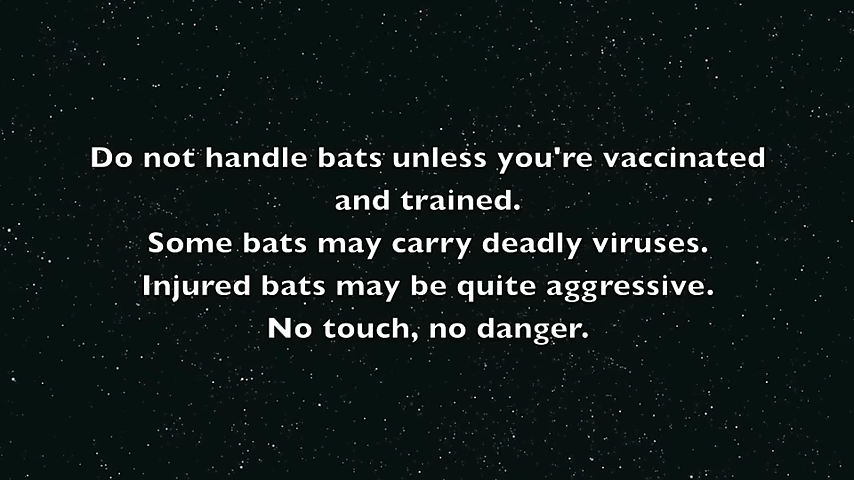 Do not handle bats unless you're vaccinated
and trained.
Some bats may carry deadly viruses.
Injured bats may be quite aggressive.
No touch, no danger.